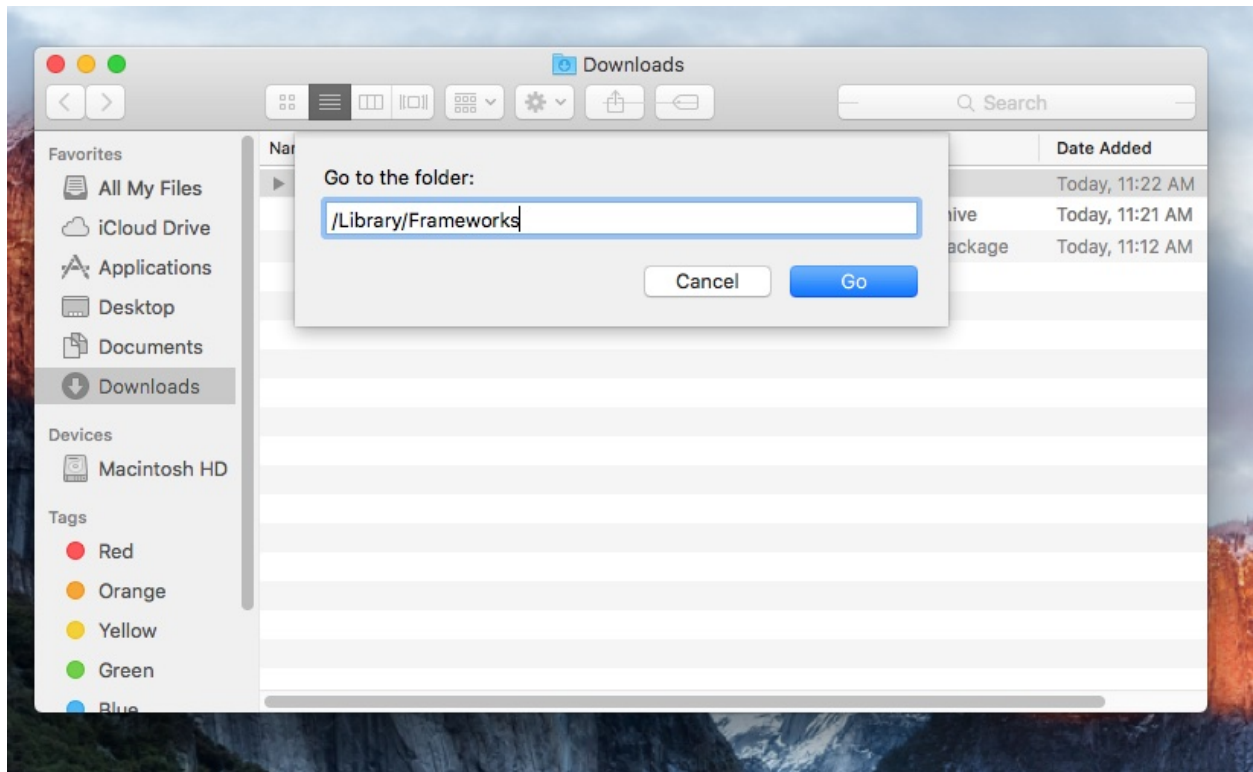 Downloads
Search
Favorites
All My Files
iCloud Drive
Applications
Desktop
Documents
Downloads
Devices
Macintosh HD
Tags
Red
Orange
Yellow
Green
Blue
Date Added
Go to the folder:
/Library/Frameworks
Cancel
Go
Today, 11:22 AM
Today, 11:21 AM
Today, 11:12 AM